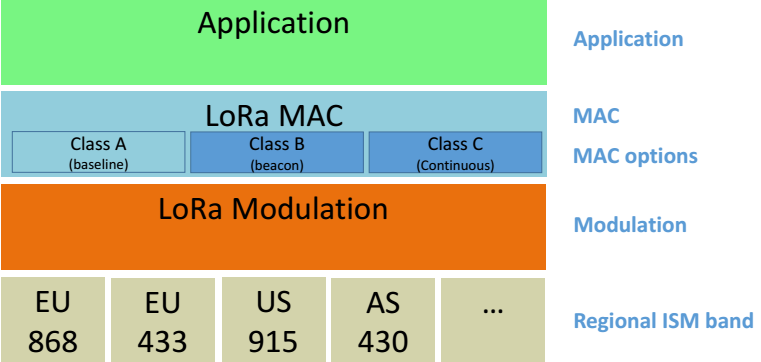 Application
Application
LoRa MAC
MAC
Class A
(baseline)
Class B
(beacon)
Class C
(Continuous)
MAC options
LoRa Modulation
Modulation
EU
868
EU
433
US
915
AS
430
...
Regional ISM band